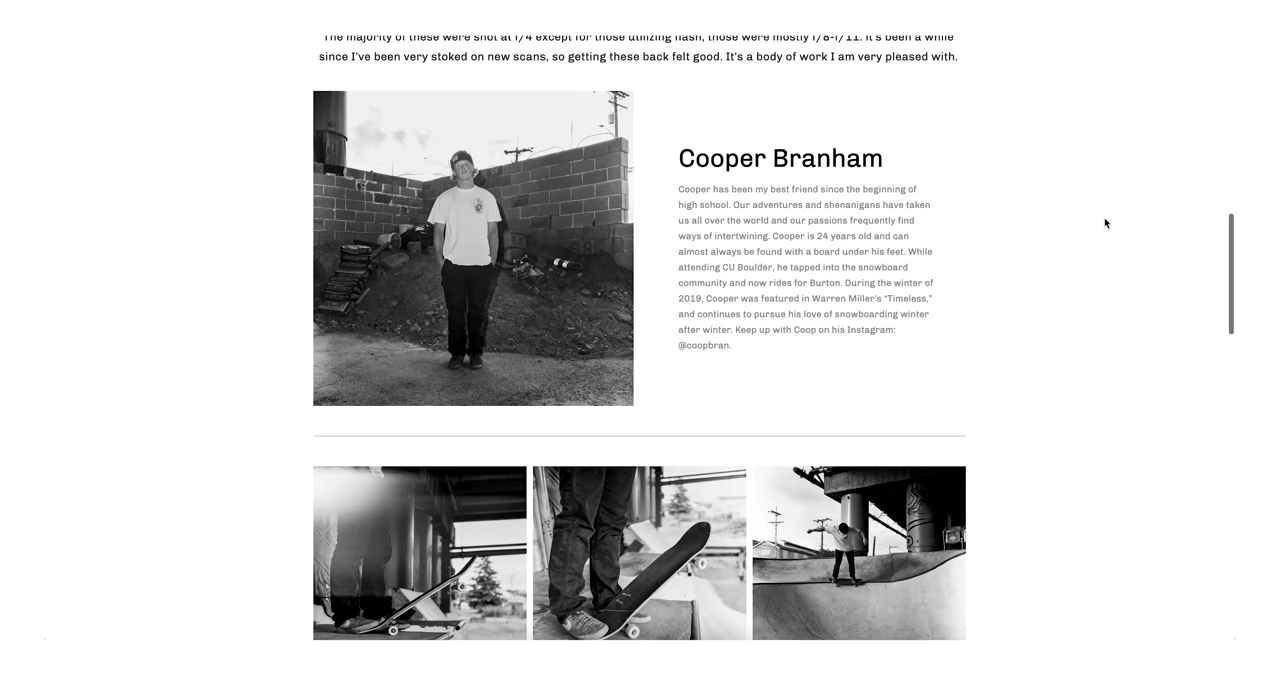 The majority of these were shot at f/4 except for those utilizing flash, those were mostly f/8-f/11. It's been a while
since I've been very stoked on new scans, so getting these back felt good. It's a body of work I am very pleased with.
Cooper Branham
Cooper has been my best friend since the beginning of
high school. Our adventures and shenanigans have taken
us all over the world and our passions frequently find
ways of intertwining. Cooper is 24 years old and can
almost always be found with a board under his feet. While
attending CU Boulder, he tapped into the snowboard
community and now rides for Burton. During the winter of
2019, Cooper was featured in Warren Miller's "Timeless,"
and continues to pursue his love of snowboarding winter
after winter. Keep up with Coop on his Instagram:
@coopbran.